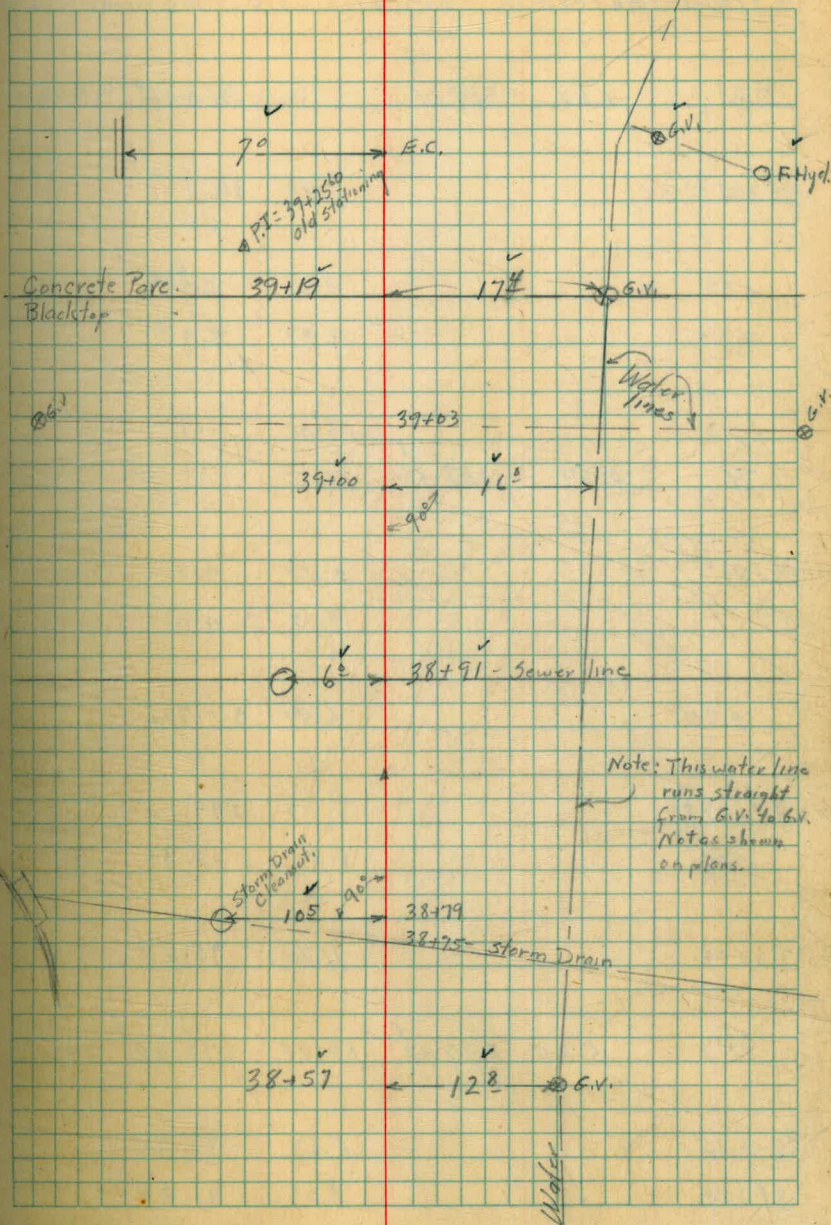 G.V.
F.Hyd.
7⁰ E.C.
P.I = 39+25⁶⁰
old stationing
Concrete Pave. 39+19 17⁴ G.V.
Blackstop
Water
lines
G.V. 39+03 G.V.
39+00 16⁰
90°
6⁰ 38+91 - Sewer line
Note: This water line
runs straight
from G.V. to G.V.
Not as shown
on plans.
Storm Drain
Cleanout.
90°
10⁵ 38+79
38+75 - Storm Drain
38+57 12⁸ G.V.
Water